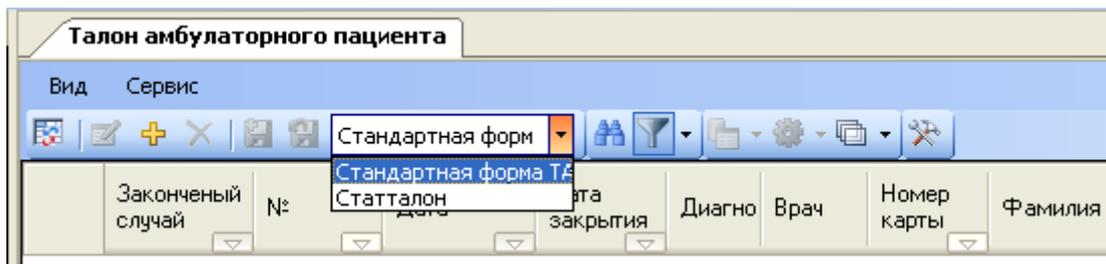 Талон амбулаторного пациента
Вид Сервис
Стандартная форм
Стандартная форма ТА
Статталон
Законченый случай № Дата закрытия Диагно Врач Номер карты Фамилия